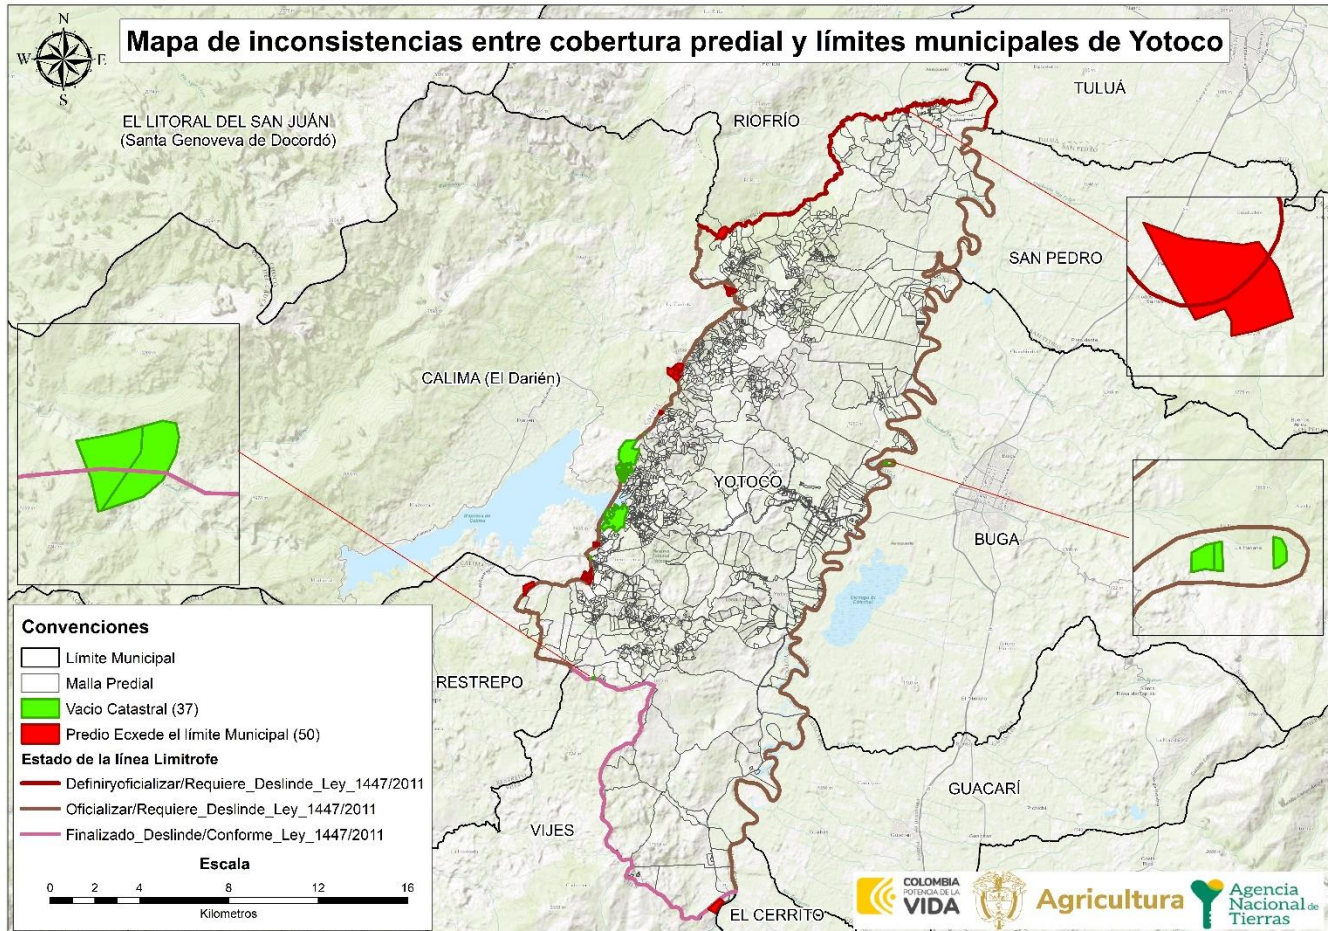 Mapa de inconsistencias entre cobertura predial y límites municipales de Yotoco
N
W
E
S
TULUÁ
EL LITORAL DEL SAN JUÁN
(Santa Genoveva de Docordó)
RIOFRÍO
SAN PEDRO
CALIMA (El Darién)
YOTOCO
BUGA
RESTREPO
GUACARÍ
VIJES
EL CERRITO
Convenciones
Límite Municipal
Malla Predial
Vacio Catastral (37)
Predio Ecxede el límite Municipal (50)
Estado de la línea Limitrofe
Definiryoficializar/Requiere_Deslinde_Ley_1447/2011
Oficializar/Requiere_Deslinde_Ley_1447/2011
Finalizado_Deslinde/Conforme_Ley_1447/2011
Escala
0 2 4 8 12 16
Kilometros
COLOMBIA
POTENCIA DE LA
VIDA
Agricultura
Agencia
Nacional de
Tierras